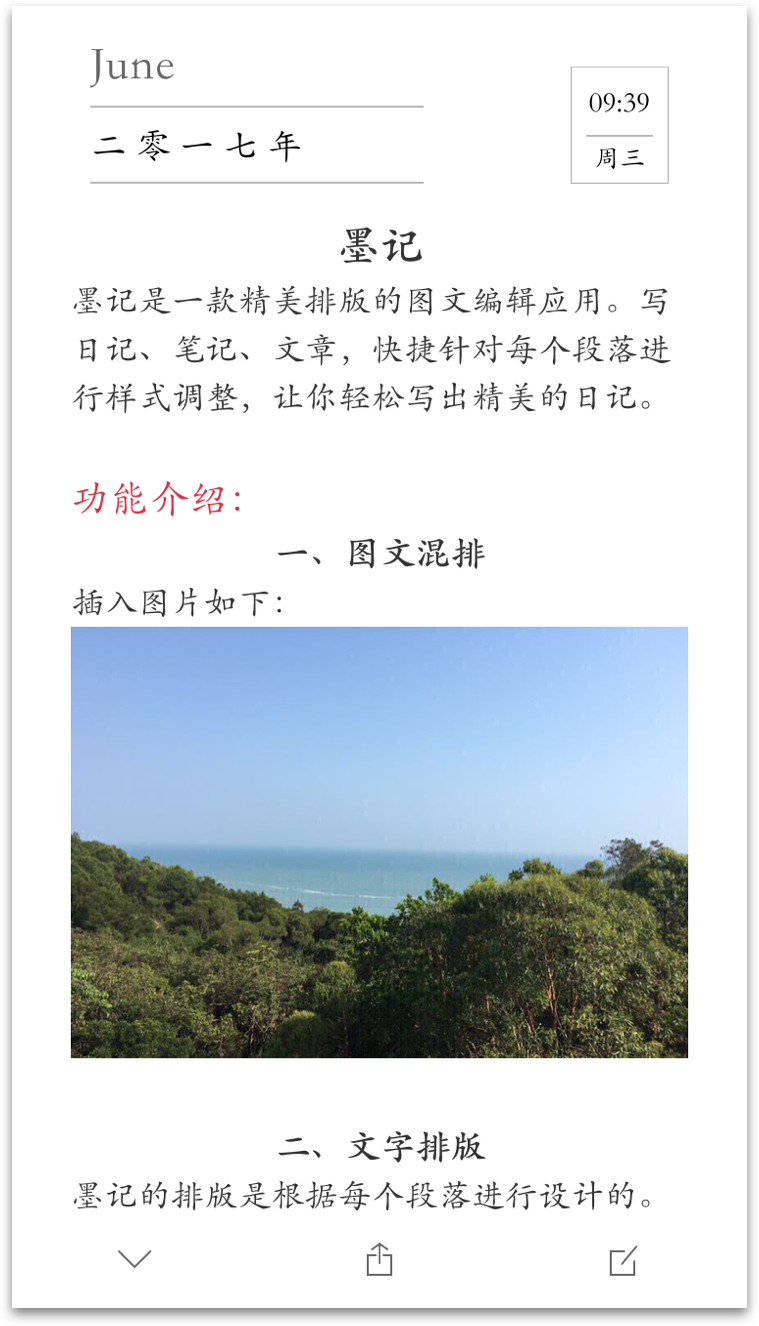 June
二零一七年
09:39
周三
墨记
墨记是一款精美排版的图文编辑应用。写
日记、笔记、文章，快捷针对每个段落进
行样式调整，让你轻松写出精美的日记。
功能介绍：
一、图文混排
插入图片如下：
二、文字排版
墨记的排版是根据每个段落进行设计的。